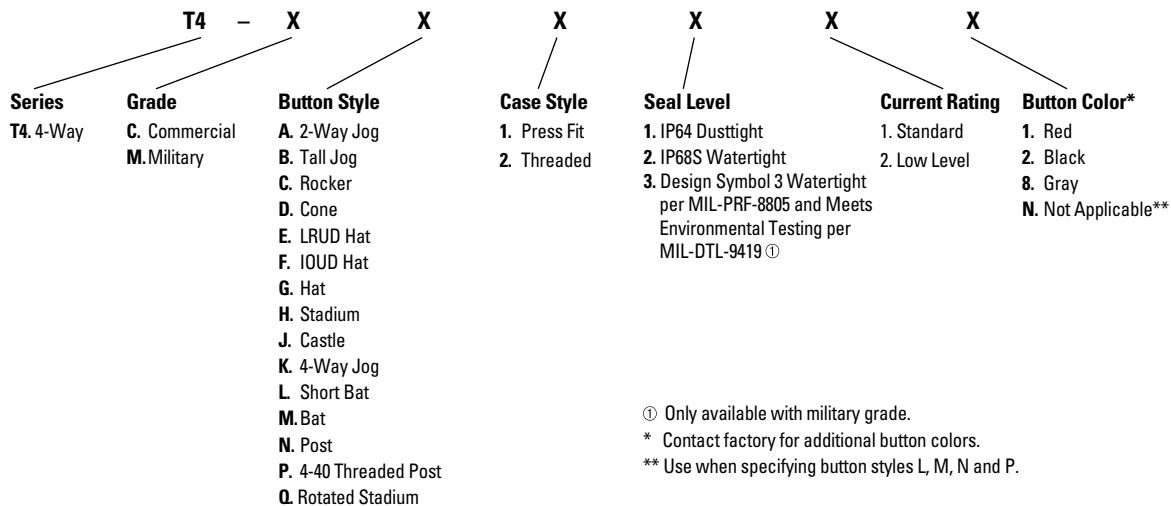 T4 – X X X X X X
Series
T4. 4-Way
Grade
C. Commercial
M. Military
Button Style
A. 2-Way Jog
B. Tall Jog
C. Rocker
D. Cone
E. LRUD Hat
F. IOUD Hat
G. Hat
H. Stadium
J. Castle
K. 4-Way Jog
L. Short Bat
M. Bat
N. Post
P. 4-40 Threaded Post
Q. Rotated Stadium
Case Style
1. Press Fit
2. Threaded
Seal Level
1. IP64 Dusttight
2. IP68S Watertight
3. Design Symbol 3 Watertight
per MIL-PRF-8805 and Meets
Environmental Testing per
MIL-DTL-9419 ①
Current Rating
1. Standard
2. Low Level
Button Color*
1. Red
2. Black
8. Gray
N. Not Applicable**
① Only available with military grade.
* Contact factory for additional button colors.
** Use when specifying button styles L, M, N and P.